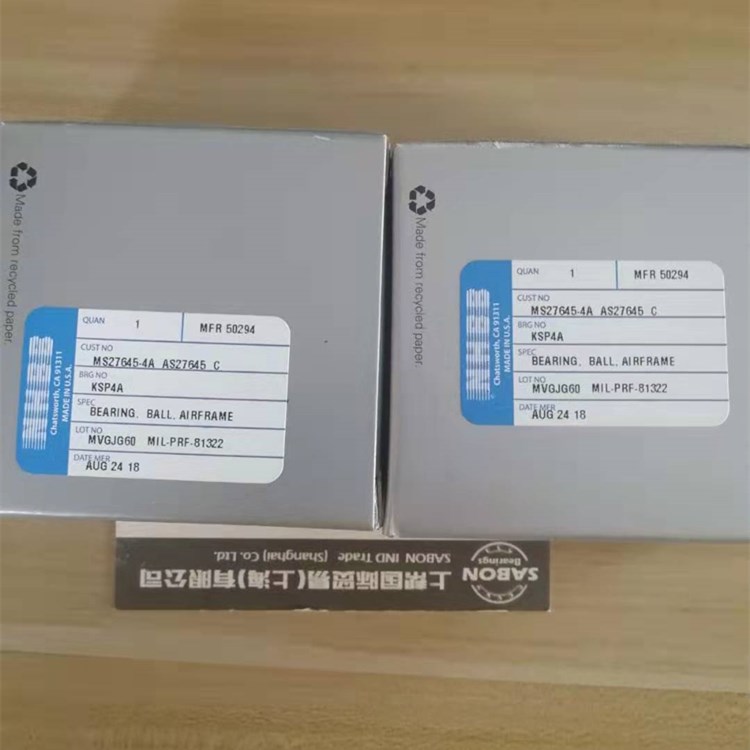 Made from recycled paper.
NHBB
Chatsworth, CA 91311
MADE IN U.S.A.
QUAN 1 MFR 50294
CUST NO
MS27645-4A AS27645 C
BRG NO
KSP4A
SPEC
BEARING, BALL, AIRFRAME
LOT NO
MVGJG60 MIL-PRF-81322
DATE MFR
AUG 24 18
Made from recycled paper.
NHBB
Chatsworth, CA 91311
MADE IN U.S.A.
QUAN 1 MFR 50294
CUST NO
MS27645-4A AS27645 C
BRG NO
KSP4A
SPEC
BEARING, BALL, AIRFRAME
LOT NO
MVGJG60 MIL-PRF-81322
DATE MFR
AUG 24 18
SABON
Bearings
上帮国际贸易(上海)有限公司
SABON IND Trade (Shanghai) Co. Ltd.